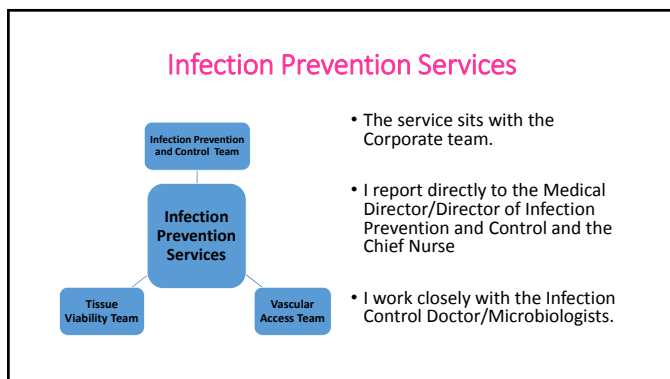 Infection Prevention Services
Infection Prevention
and Control Team
Infection
Prevention
Services
Tissue
Viability Team
Vascular
Access Team
• The service sits with the
Corporate team.
• I report directly to the Medical
Director/Director of Infection
Prevention and Control and the
Chief Nurse
• I work closely with the Infection
Control Doctor/Microbiologists.